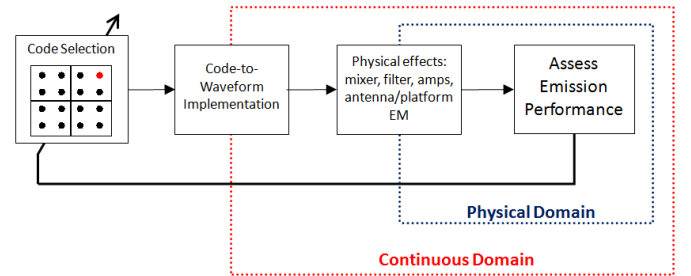 Code Selection
Code-to-
Waveform
Implementation
Physical effects:
mixer, filter, amps,
antenna/platform
EM
Assess
Emission
Performance
Physical Domain
Continuous Domain